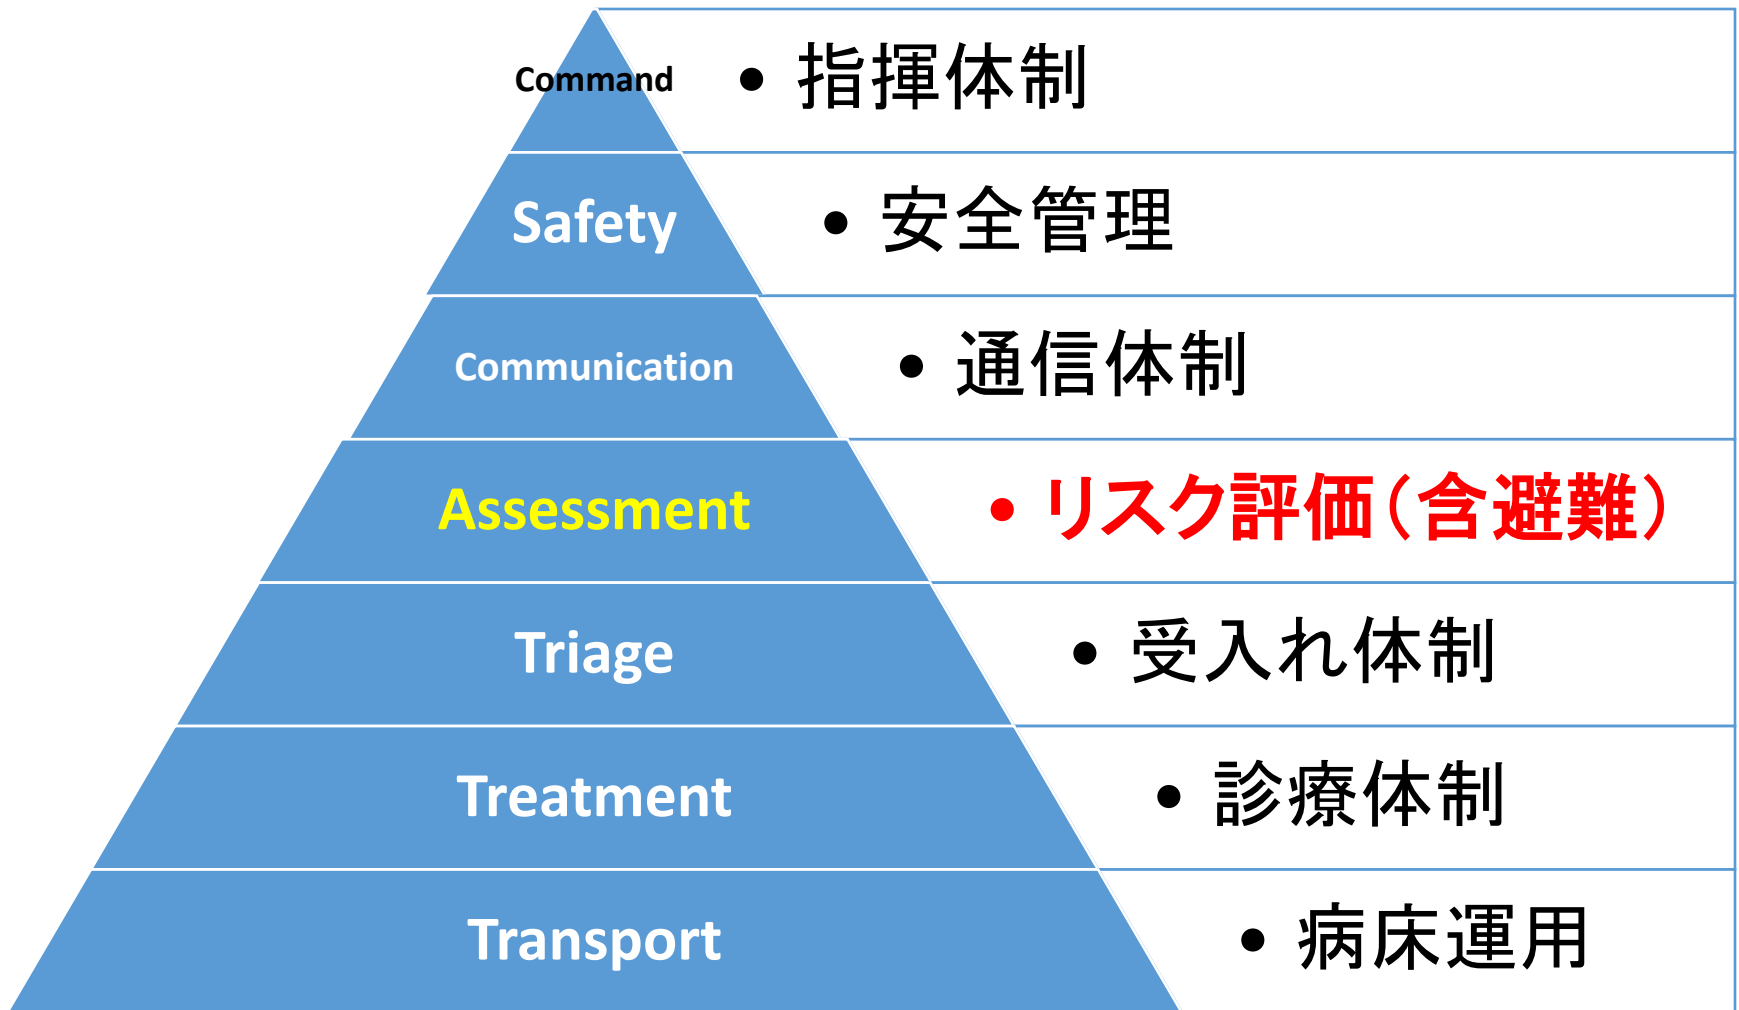 Command
• 指揮体制
Safety
• 安全管理
Communication
• 通信体制
Assessment
• リスク評価（含避難）
Triage
• 受入れ体制
Treatment
• 診療体制
Transport
• 病床運用